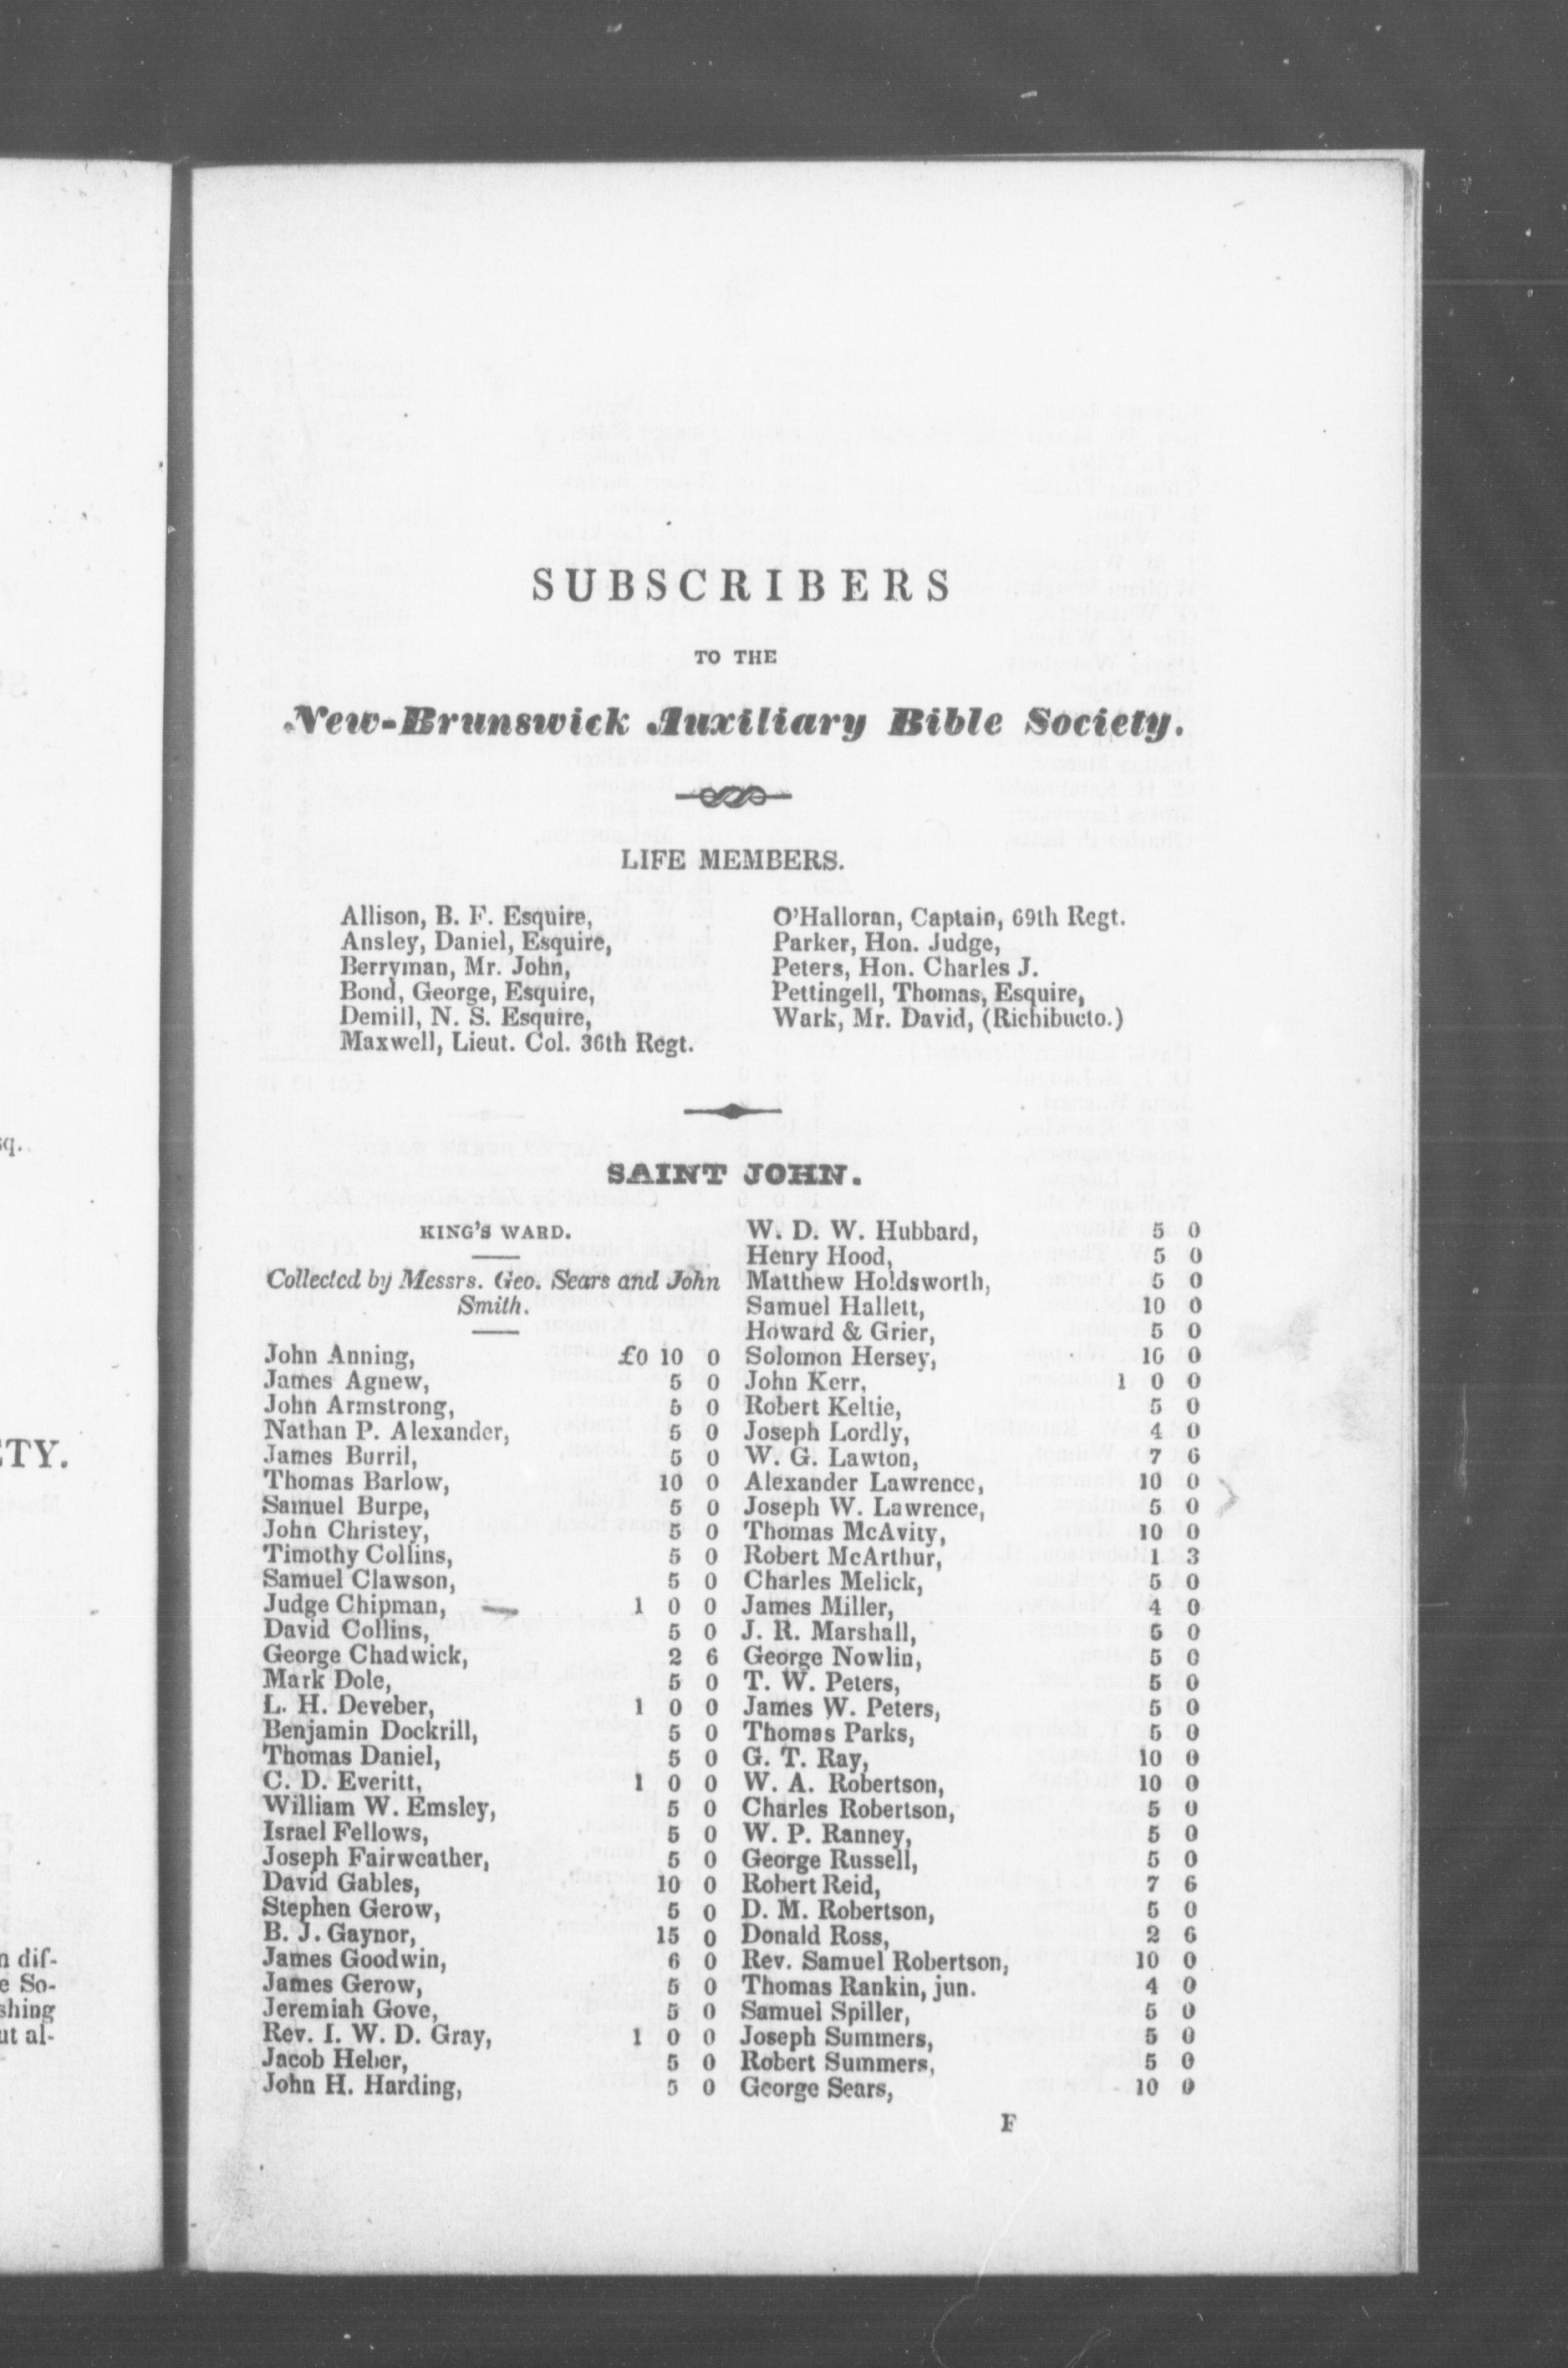 SUBSCRIBERS
TO THE
New-Brunswick Auxiliary Bible Society.
LIFE MEMBERS.
Allison, B. F. Esquire,
Ansley, Daniel, Esquire,
Berryman, Mr. John,
Bond, George, Esquire,
Demill, N. S. Esquire,
Maxwell, Lieut. Col. 36th Regt.
O'Halloran, Captain, 69th Regt.
Parker, Hon. Judge,
Peters, Hon. Charles J.
Pettingell, Thomas, Esquire,
Wark, Mr. David, (Richibucto.)
SAINT JOHN.
KING'S WARD.
Collected by Messrs. Geo. Sears and John
Smith.
John Anning, £0 10 0
James Agnew, 5 0
John Armstrong, 5 0
Nathan P. Alexander, 5 0
James Burril, 5 0
Thomas Barlow, 10 0
Samuel Burpe, 5 0
John Christey, 5 0
Timothy Collins, 5 0
Samuel Clawson, 5 0
Judge Chipman, 1 0 0
David Collins, 5 0
George Chadwick, 2 6
Mark Dole, 5 0
L. H. Deveber, 1 0 0
Benjamin Dockrill, 5 0
Thomas Daniel, 5 0
C. D. Everitt, 1 0 0
William W. Emsley, 5 0
Israel Fellows, 5 0
Joseph Fairweather, 5 0
David Gables, 10 0
Stephen Gerow, 5 0
B. J. Gaynor, 15 0
James Goodwin, 6 0
James Gerow, 5 0
Jeremiah Gove, 5 0
Rev. I. W. D. Gray, 1 0 0
Jacob Heber, 5 0
John H. Harding, 5 0
W. D. W. Hubbard, 5 0
Henry Hood, 5 0
Matthew Holdsworth, 5 0
Samuel Hallett, 10 0
Howard & Grier, 5 0
Solomon Hersey, 10 0
John Kerr, 1 0 0
Robert Keltie, 5 0
Joseph Lordly, 4 0
W. G. Lawton, 7 6
Alexander Lawrence, 10 0
Joseph W. Lawrence, 5 0
Thomas McAvity, 10 0
Robert McArthur, 1 3
Charles Melick, 5 0
James Miller, 4 0
J. R. Marshall, 5 0
George Nowlin, 5 0
T. W. Peters, 5 0
James W. Peters, 5 0
Thomas Parks, 5 0
G. T. Ray, 10 0
W. A. Robertson, 10 0
Charles Robertson, 5 0
W. P. Ranney, 5 0
George Russell, 5 0
Robert Reid, 7 6
D. M. Robertson, 5 0
Donald Ross, 2 6
Rev. Samuel Robertson, 10 0
Thomas Rankin, jun. 4 0
Samuel Spiller, 5 0
Joseph Summers, 5 0
Robert Summers, 5 0
George Sears, 10 0
F